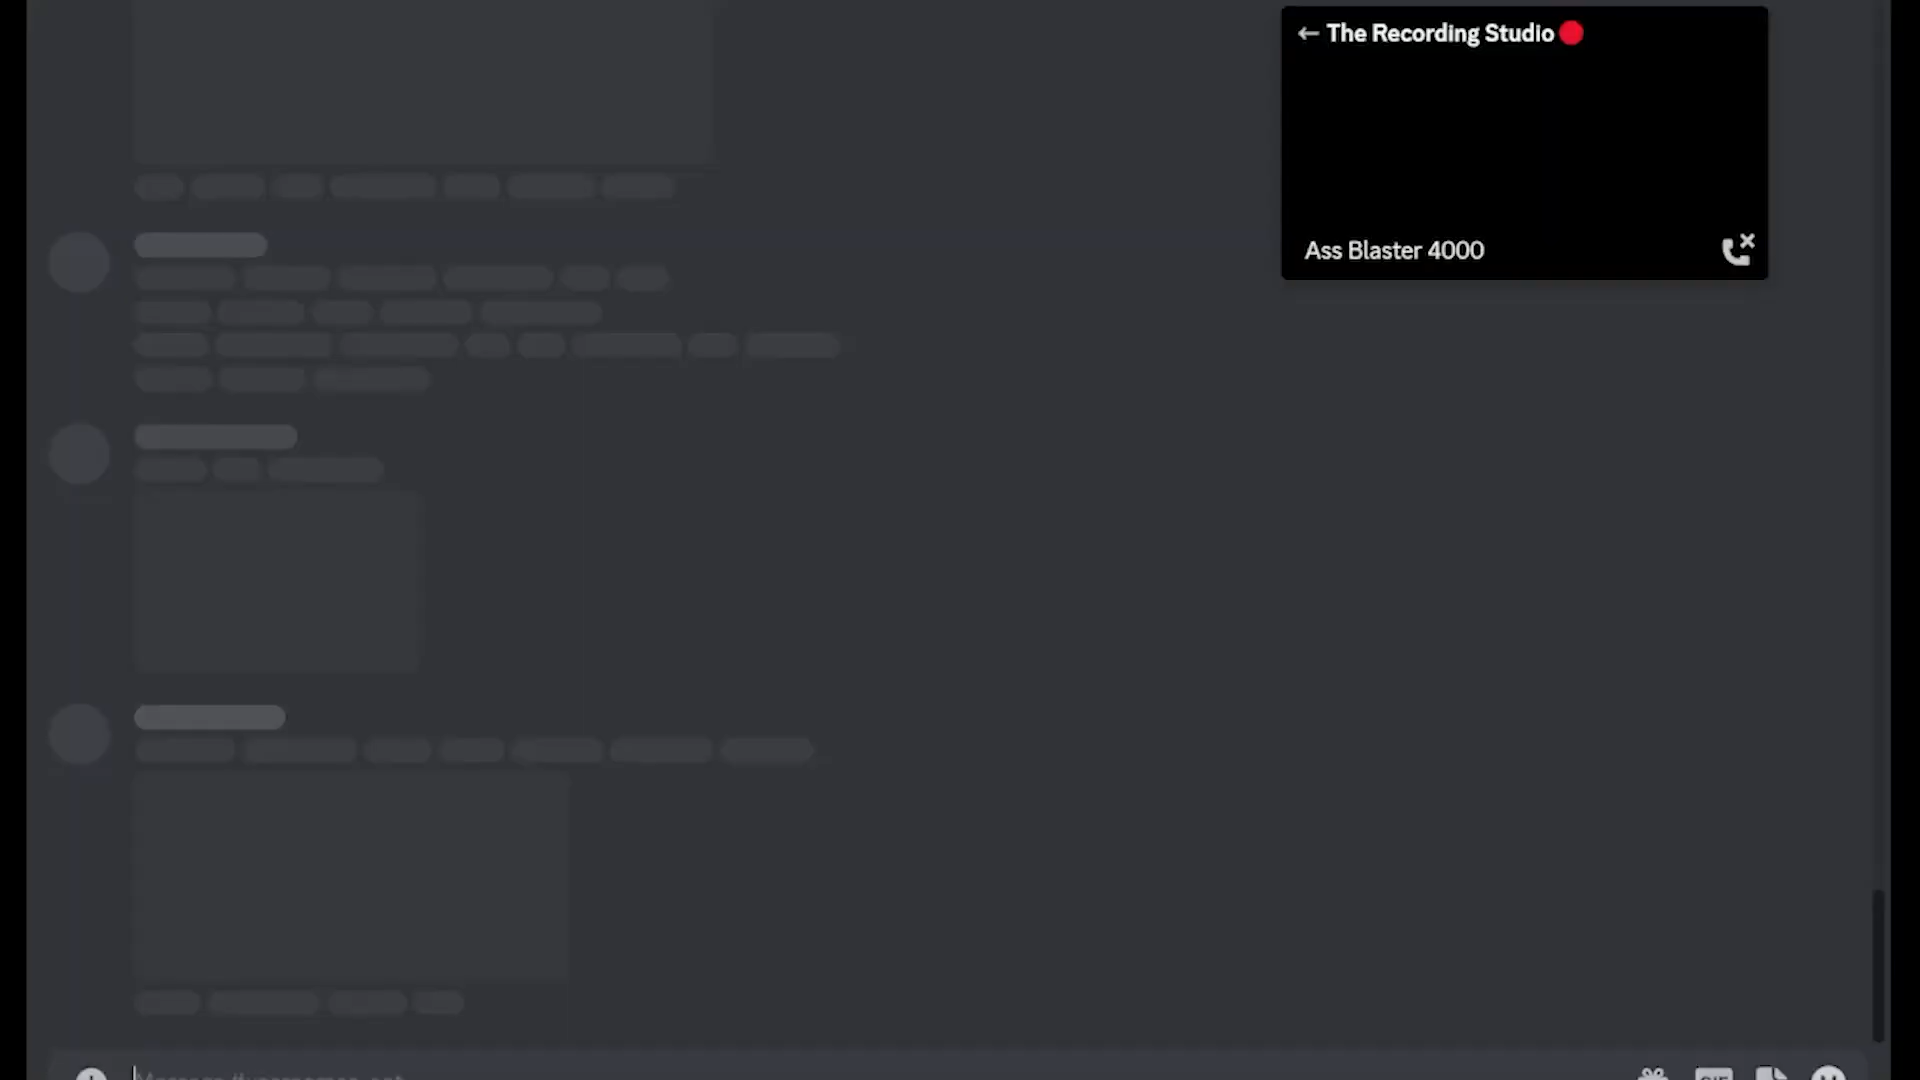 ← The Recording Studio 🔴
Ass Blaster 4000